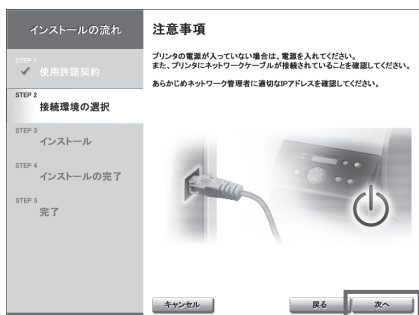 インストールの流れ
STEP 1
使用許諾契約
STEP 2
接続環境の選択
STEP 3
インストール
STEP 4
インストールの完了
STEP 5
完了
注意事項
プリンタの電源が入っていない場合は、電源を入れてください。
また、プリンタにネットワークケーブルが接続されていることを確認してください。
あらかじめネットワーク管理者に適切なIPアドレスを確認してください。
キャンセル
戻る
次へ